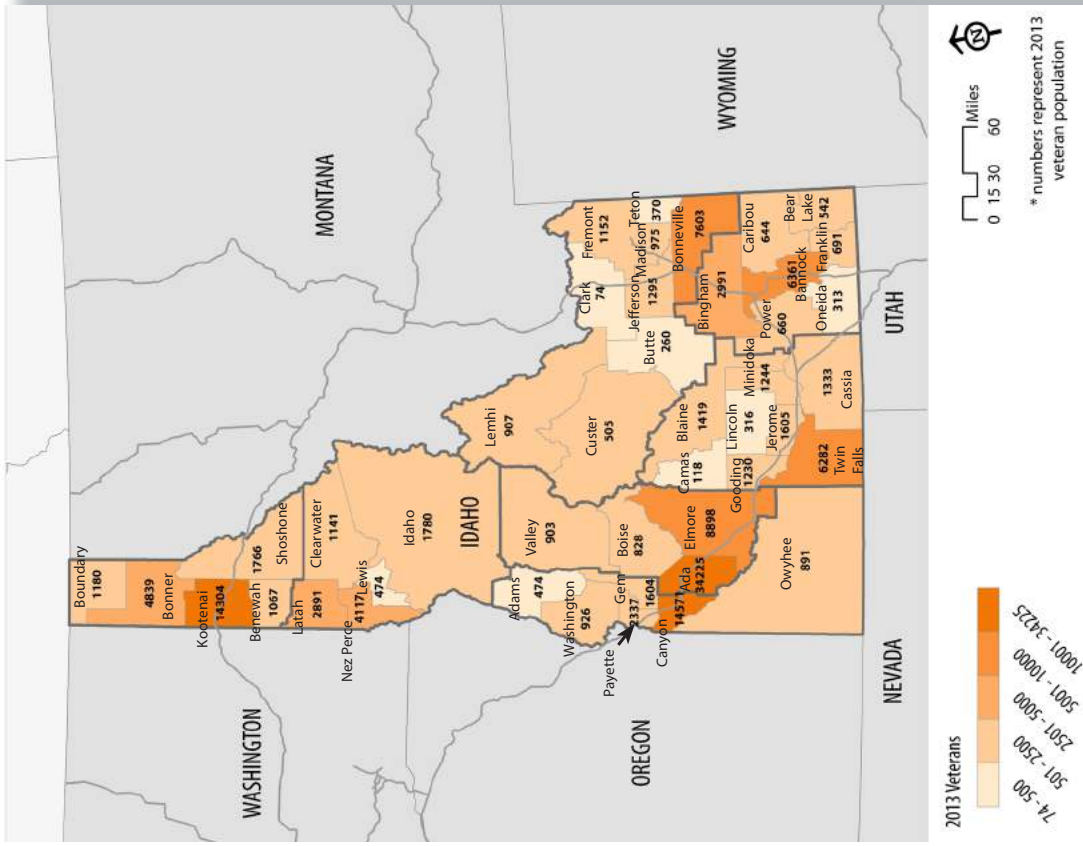 MONTANA
WASHINGTON
OREGON
IDAHO
WYOMING
NEVADA
UTAH
Boundary
1180
4839
Bonner
Kootenai
14304
1766
Shoshone
Benewah
1067
Latah
2891
Clearwater
1141
Nez Perce
4117
Lewis
474
Idaho
1780
Adams
474
Valley
903
Washington
926
Payette
2337
Gem
1604
Boise
828
Canyon
14571
Ada
34225
Elmore
8898
Owyhee
891
Lemhi
907
Custer
505
Camas
118
Blaine
1419
Gooding
1230
Lincoln
316
Jerome
1605
Minidoka
1244
6282
Twin
Falls
1333
Cassia
Butte
260
Clark
74
Fremont
1152
Jefferson
1295
Madison
975
Teton
370
Bonneville
7603
Bingham
2991
Power
660
6361
Bannock
Caribou
644
Oneida
313
Franklin
691
Bear
Lake
542
2013 Veterans
74 - 500
501 - 2500
2501 - 5000
5001 - 10000
10001 - 34225
N
Miles
0 15 30 60
* numbers represent 2013
veteran population